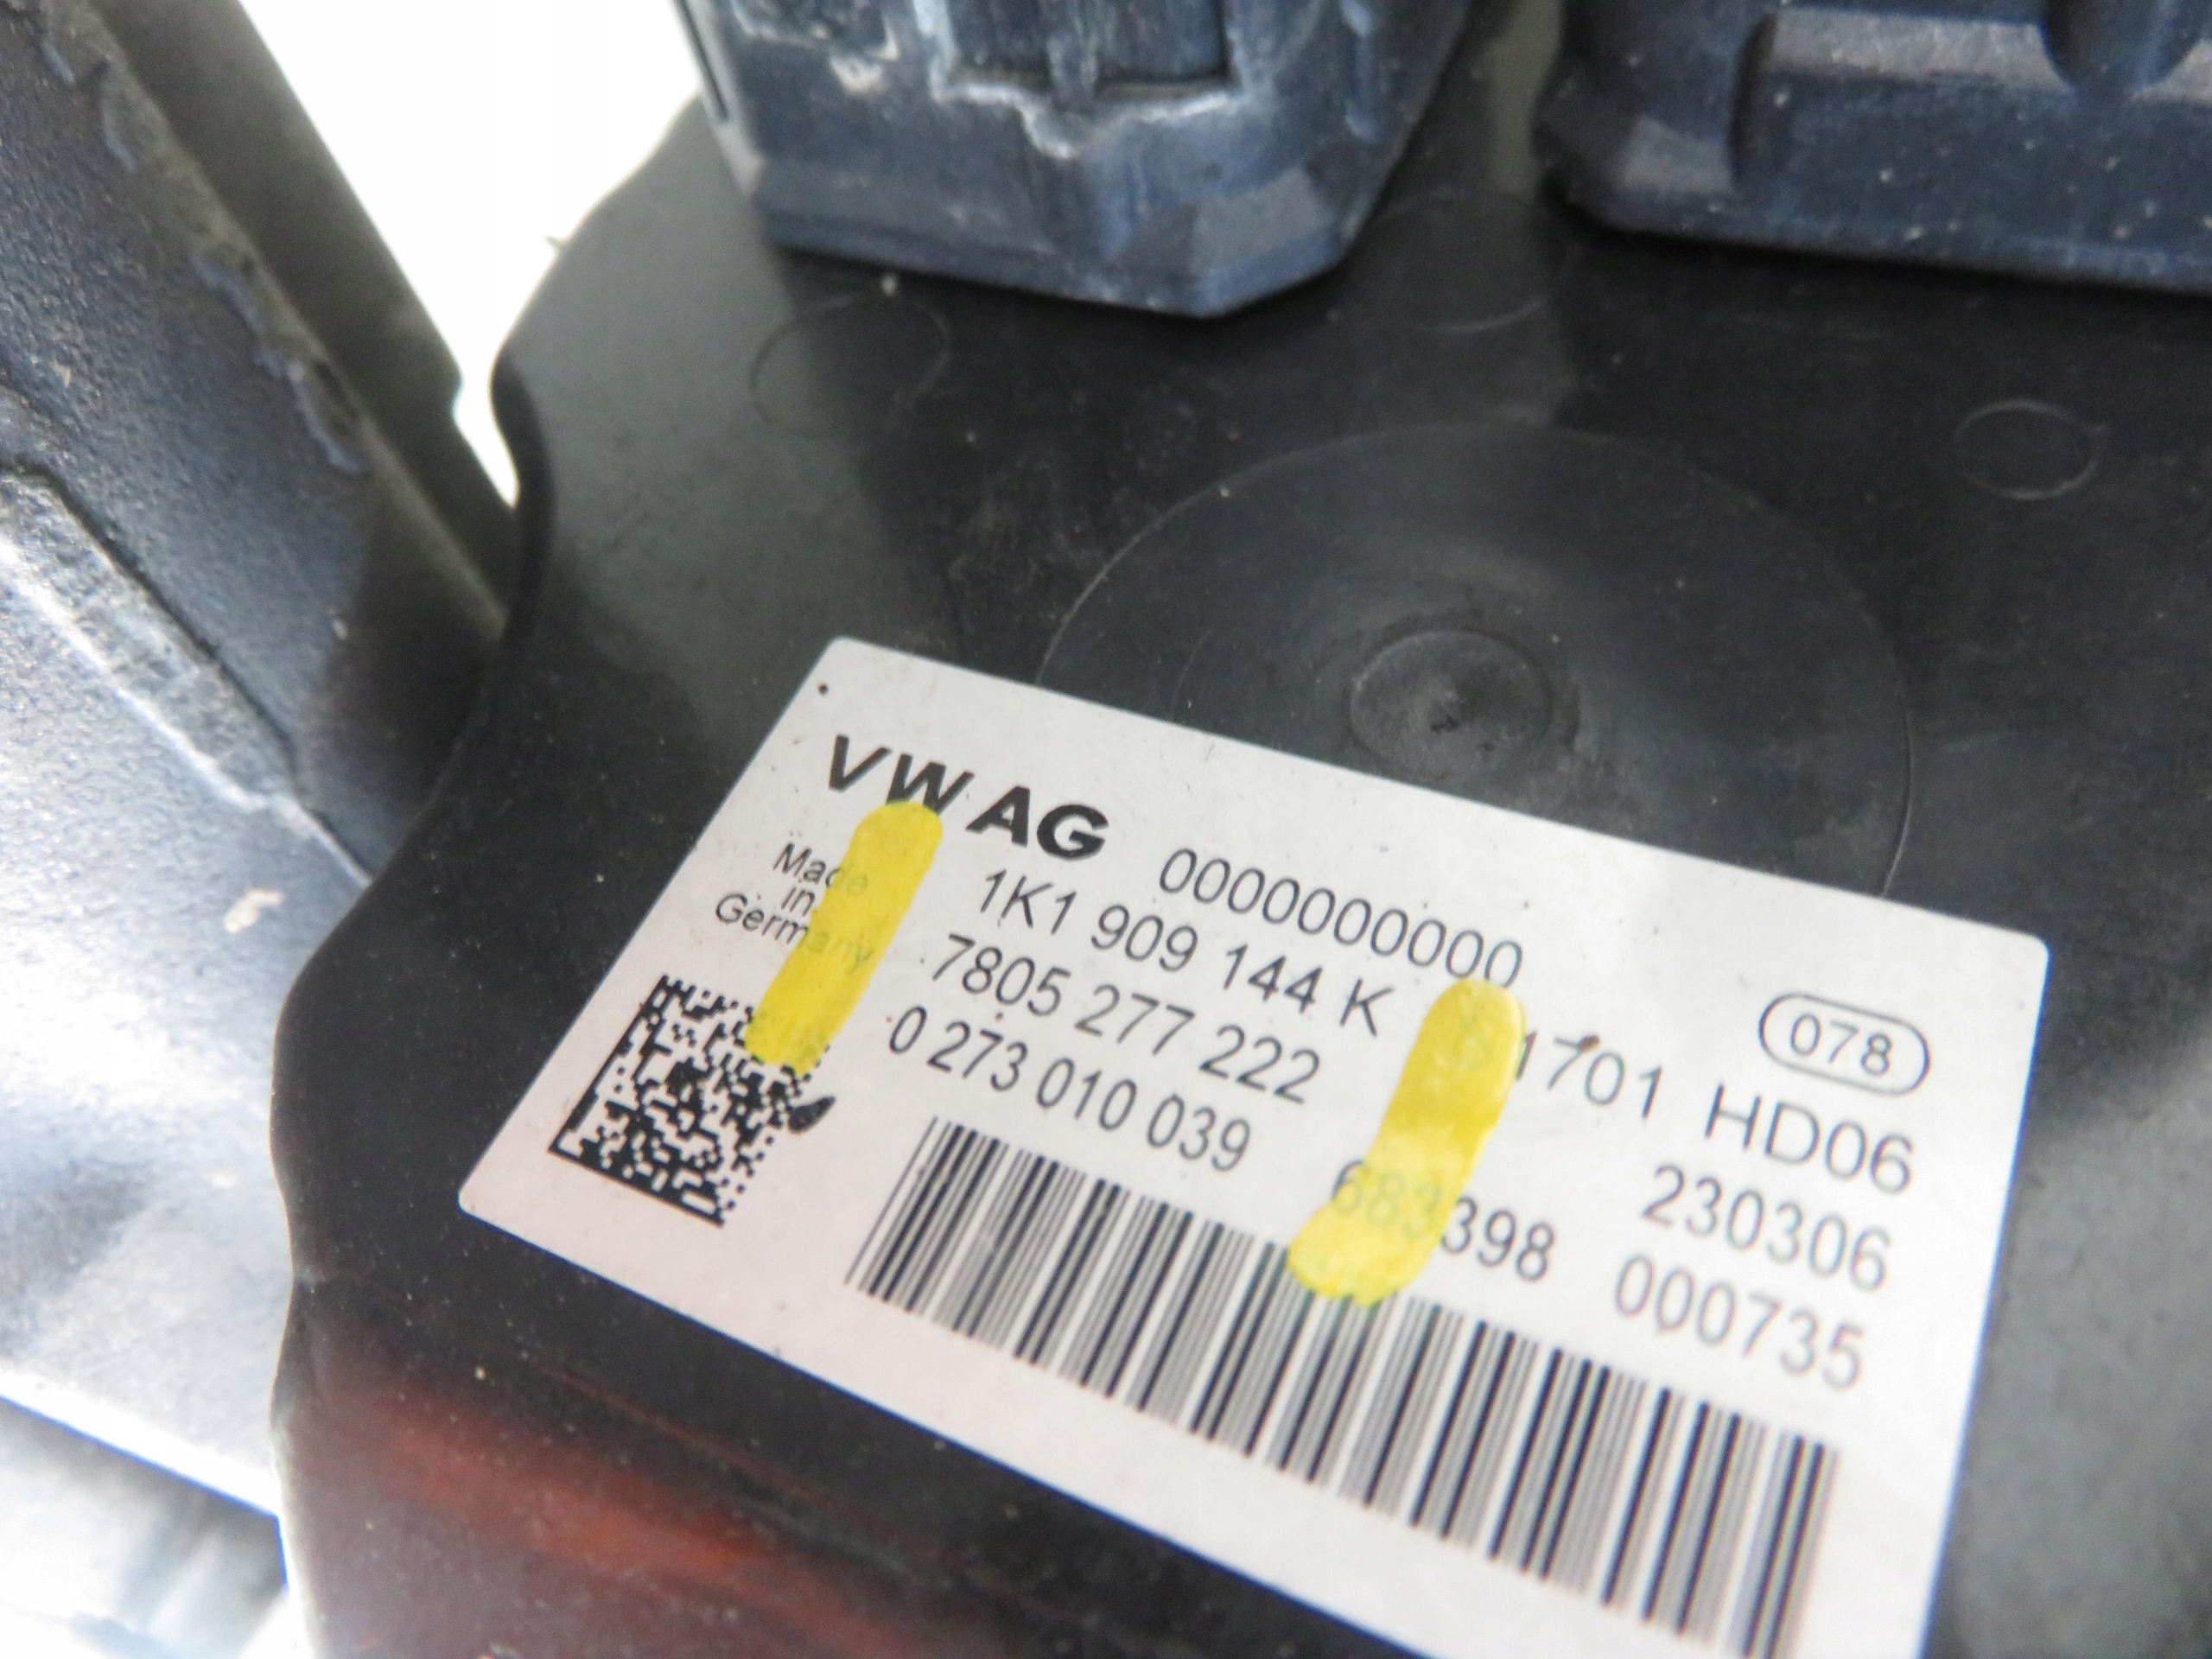 VW AG 0000000000
Made in Germany
1K1 909 144 K 1701 HD06
078
7805 277 222 230306
0 273 010 039 683398 000735